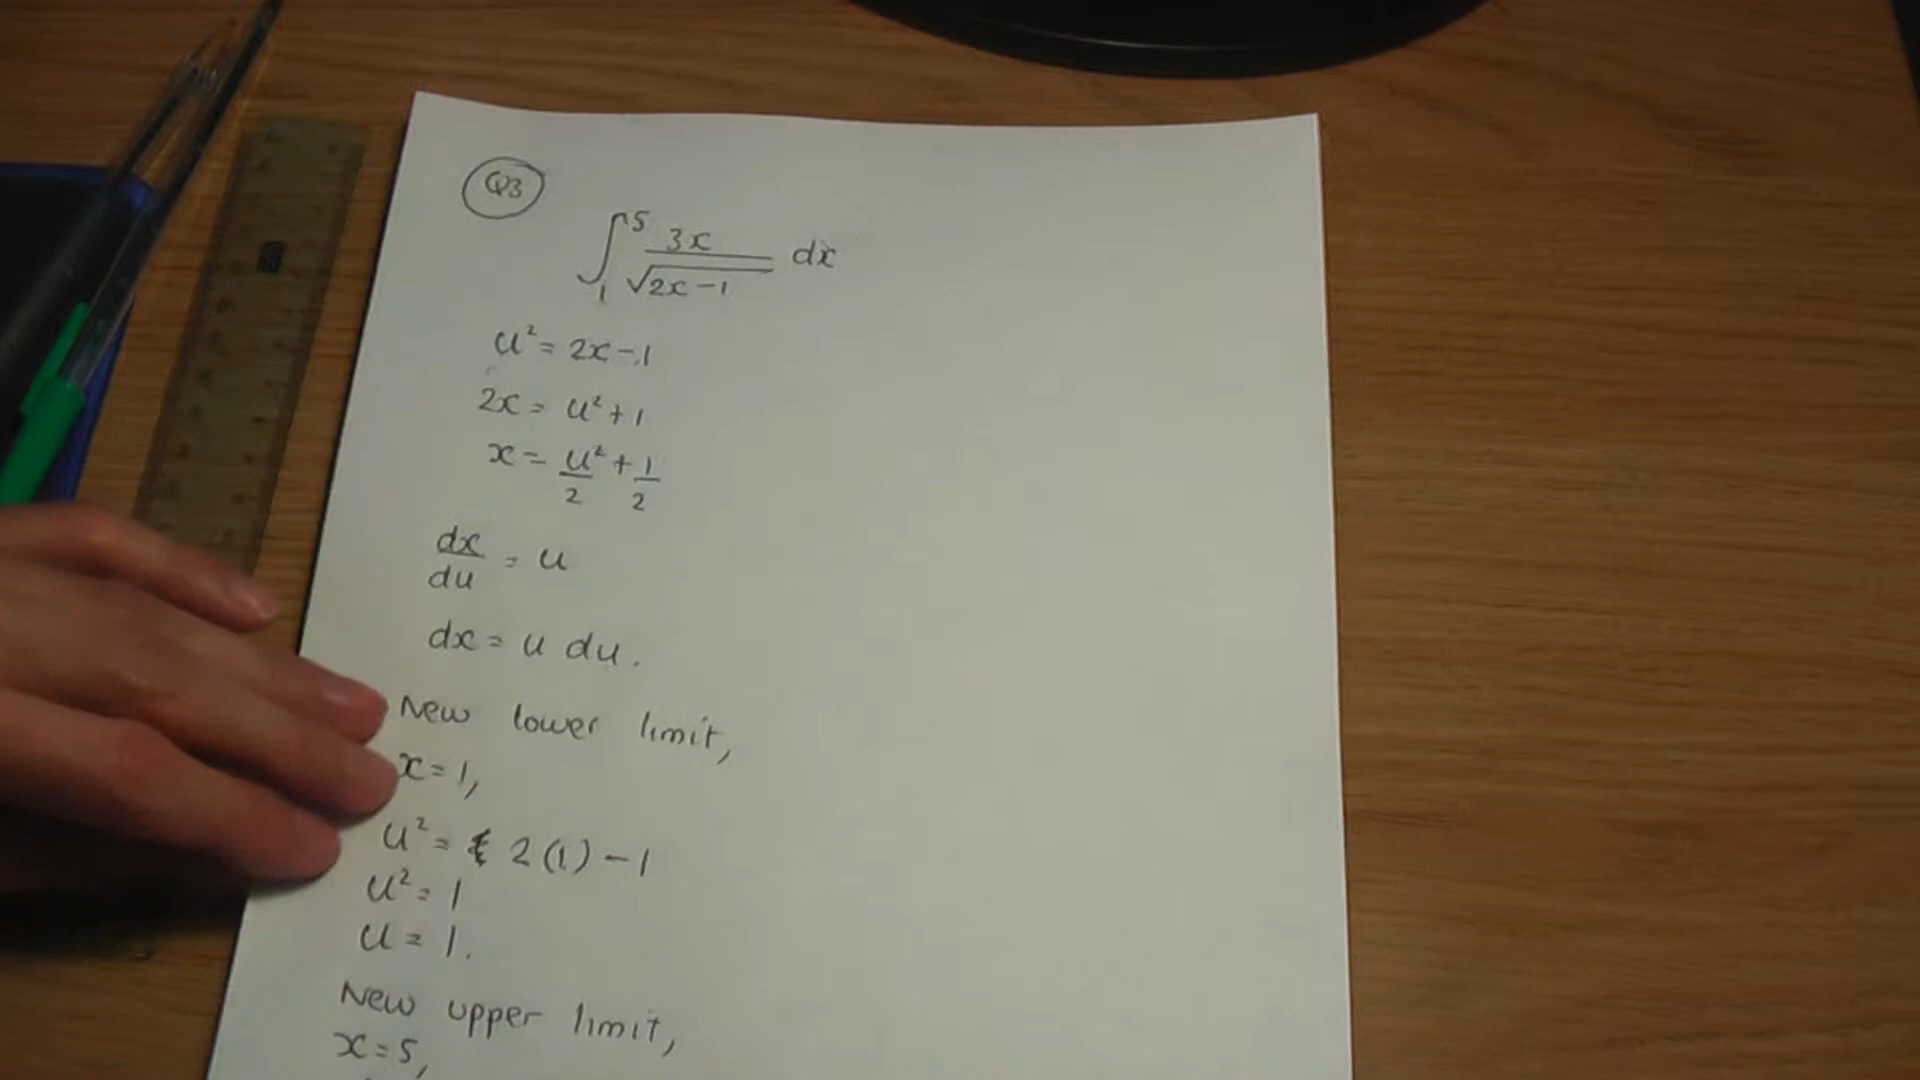 Q3
∫₁⁵ 3x/√(2x-1) dx
u² = 2x-1
2x = u² + 1
x = u²/2 + 1/2
dx/du = u
dx = u du.
New lower limit,
x = 1,
u² = 2(1) - 1
u² = 1
u = 1.
New upper limit,
x = 5,